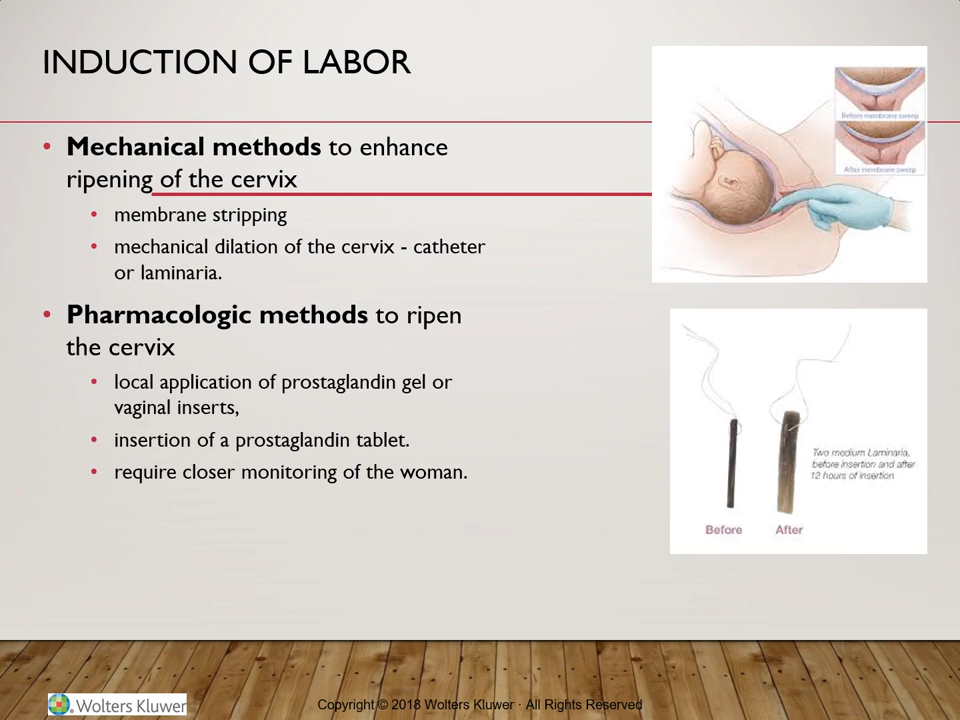 INDUCTION OF LABOR
• Mechanical methods to enhance
ripening of the cervix
• membrane stripping
• mechanical dilation of the cervix - catheter
or laminaria.
• Pharmacologic methods to ripen
the cervix
• local application of prostaglandin gel or
vaginal inserts,
• insertion of a prostaglandin tablet.
• require closer monitoring of the woman.
Before membrane sweep
After membrane sweep
Two medium Laminaria,
before insertion and after
12 hours of insertion
Before After
Wolters Kluwer
Copyright © 2018 Wolters Kluwer · All Rights Reserved